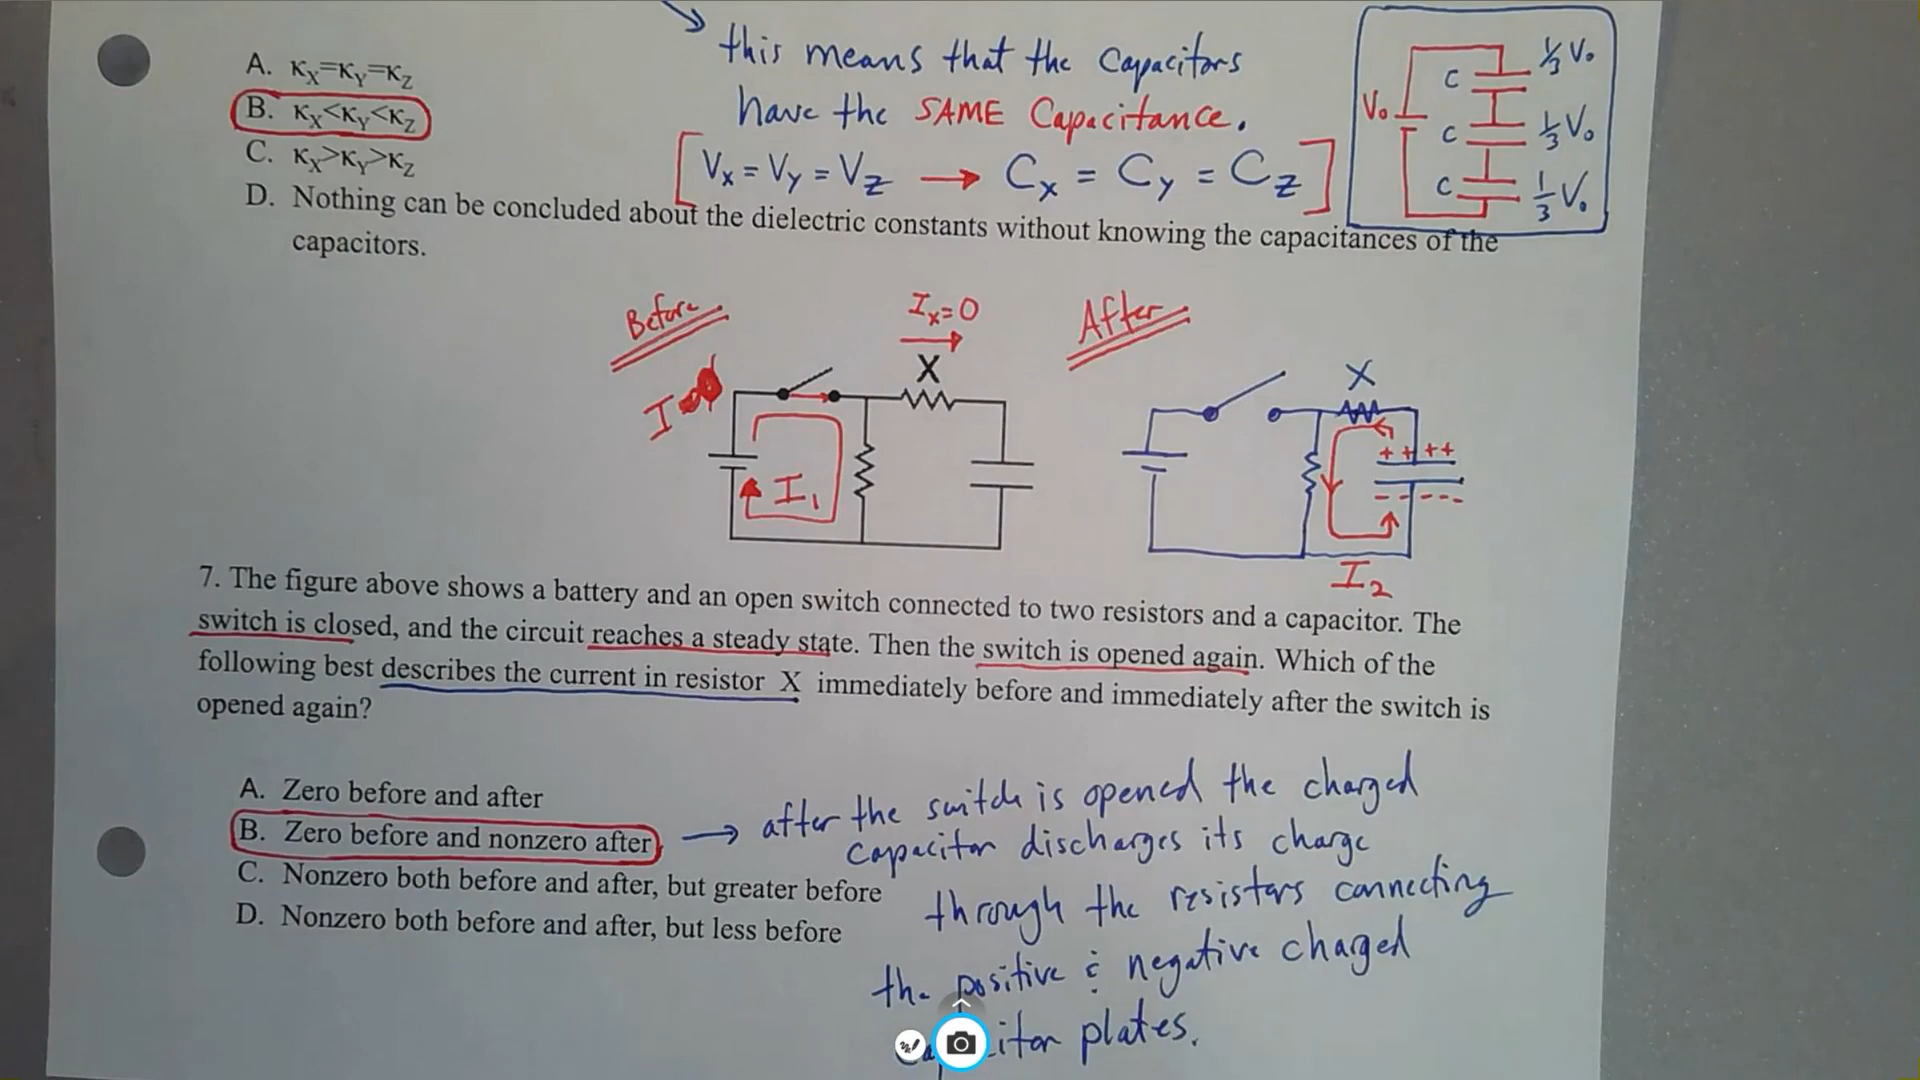 this means that the Capacitors
have the SAME Capacitance.
[Vx = Vy = Vz → Cx = Cy = Cz]
V₀ C ⅓V₀
C ⅓V₀
C ⅓V₀
A. κX=κY=κZ
B. κX<κY<κZ
C. κX>κY>κZ
D. Nothing can be concluded about the dielectric constants without knowing the capacitances of the
capacitors.
Before
Ix=0
After
X
X
I
I₁
+ + + +
- - - -
I₂
7. The figure above shows a battery and an open switch connected to two resistors and a capacitor. The
switch is closed, and the circuit reaches a steady state. Then the switch is opened again. Which of the
following best describes the current in resistor X immediately before and immediately after the switch is
opened again?
A. Zero before and after
B. Zero before and nonzero after
C. Nonzero both before and after, but greater before
D. Nonzero both before and after, but less before
→ after the switch is opened the charged
capacitor discharges its charge
through the resistors connecting
the positive & negative charged
plates.